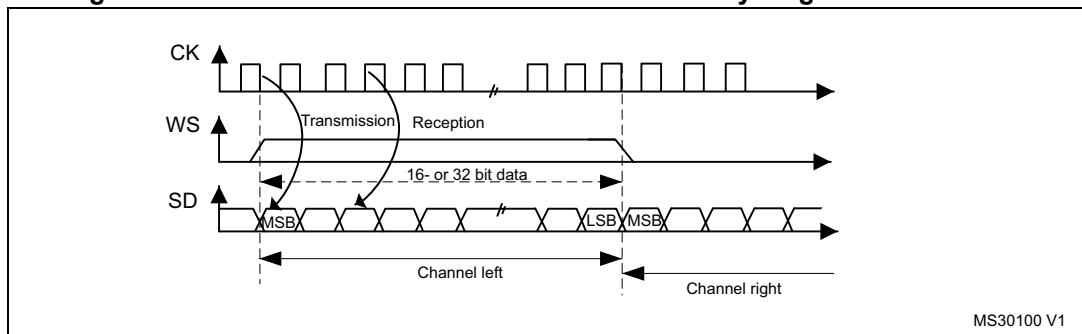 CK
Transmission Reception
WS
16- or 32 bit data
SD
MSB LSB MSB
Channel left
Channel right
MS30100 V1